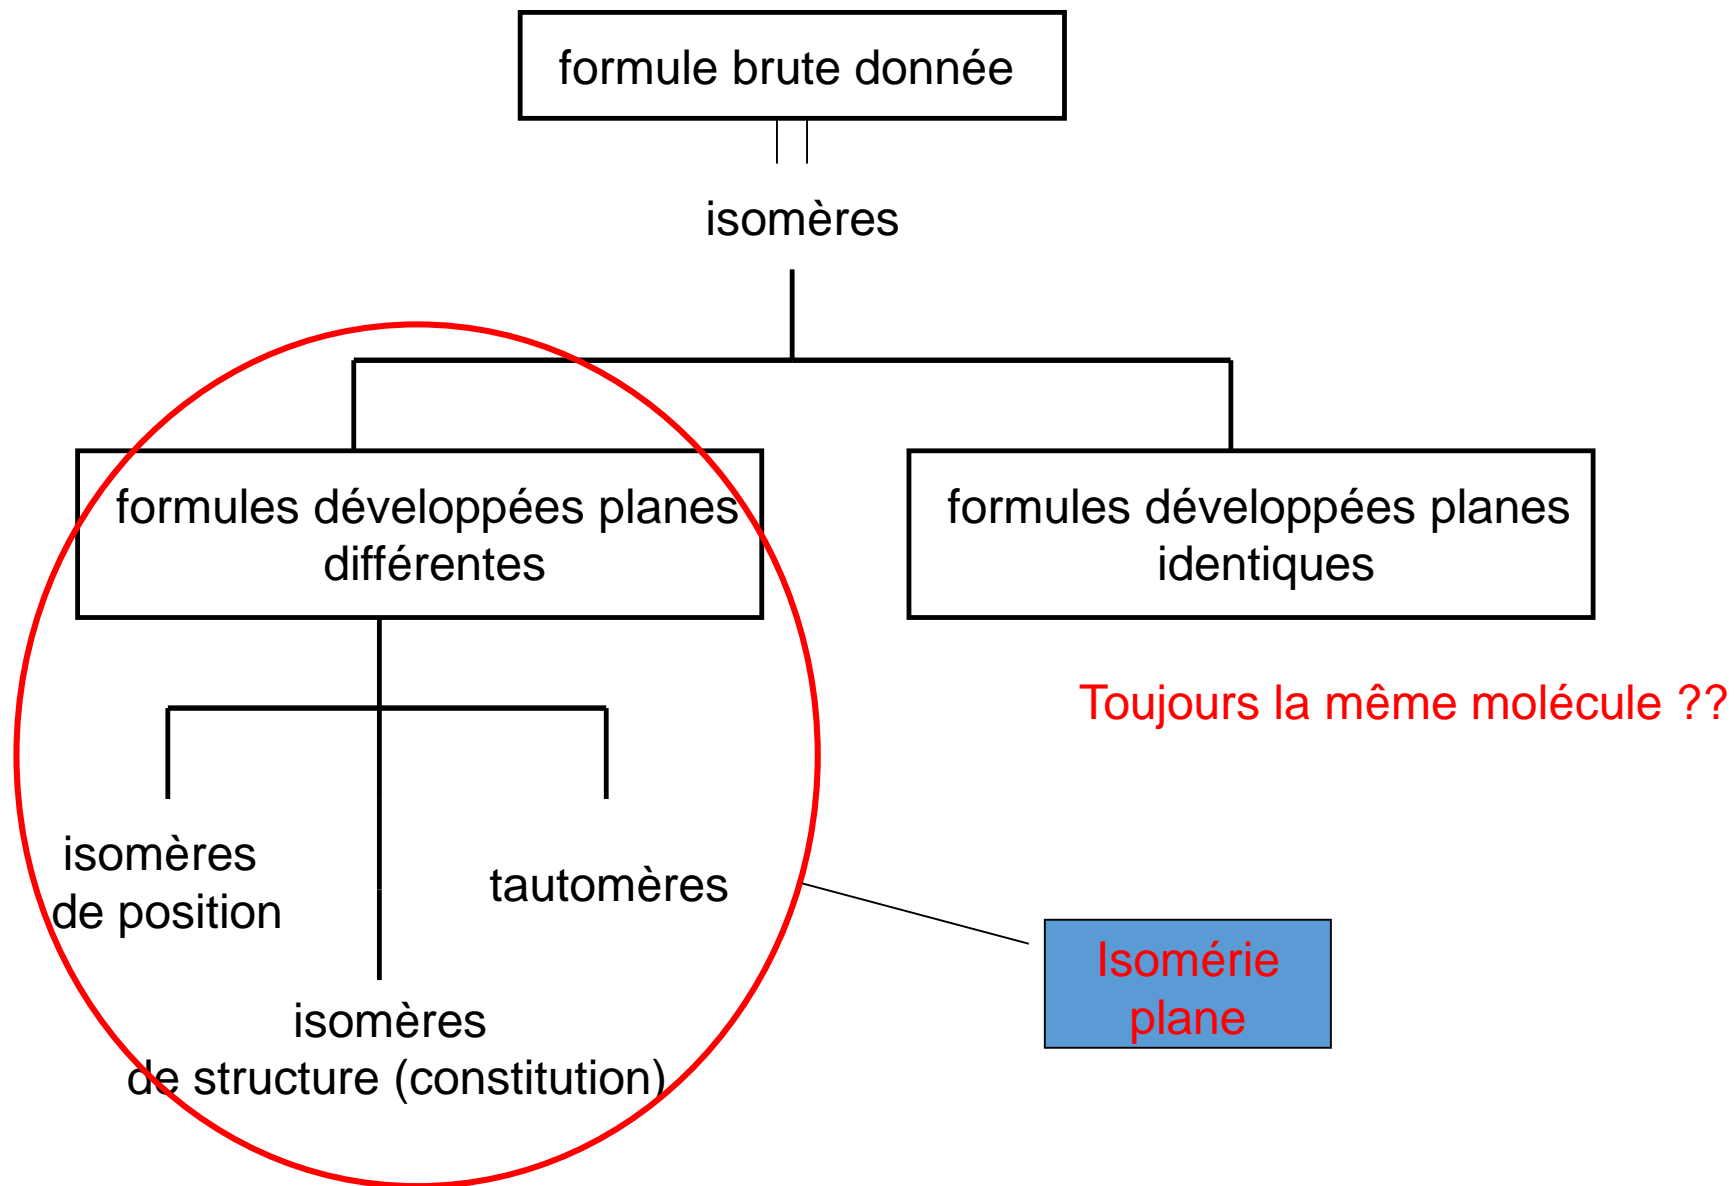 formule brute donnée
isomères
formules développées planes
différentes
formules développées planes
identiques
Toujours la même molécule ??
isomères
de position
tautomères
Isomérie
plane
isomères
de structure (constitution)